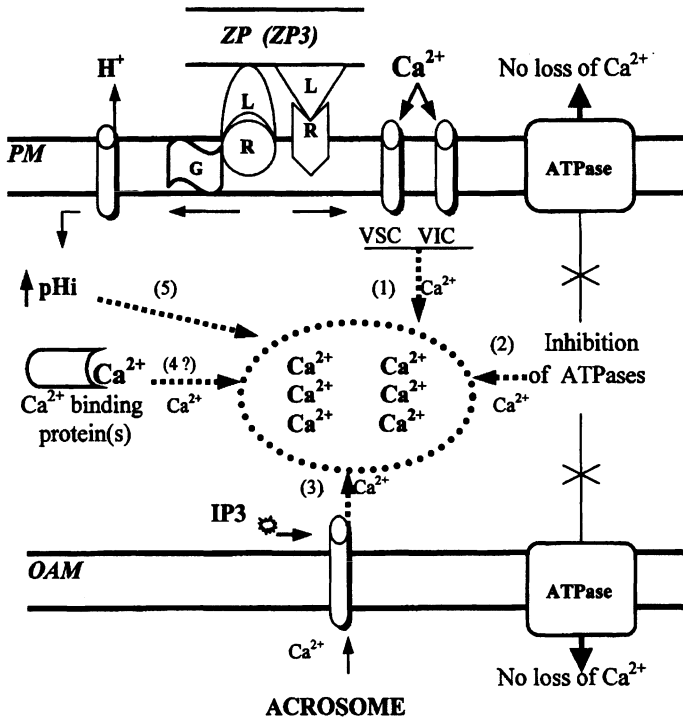 ZP (ZP3)
H+
Ca2+
No loss of Ca2+
L
L
R
R
G
PM
ATPase
VSC VIC
pHi
(5)
(1)
Ca2+
Ca2+
(4 ?)
Ca2+
Ca2+ binding
protein(s)
Ca2+ Ca2+
Ca2+ Ca2+
Ca2+ Ca2+
(2)
Ca2+
Inhibition
of ATPases
(3)
Ca2+
IP3
OAM
ATPase
Ca2+
No loss of Ca2+
ACROSOME